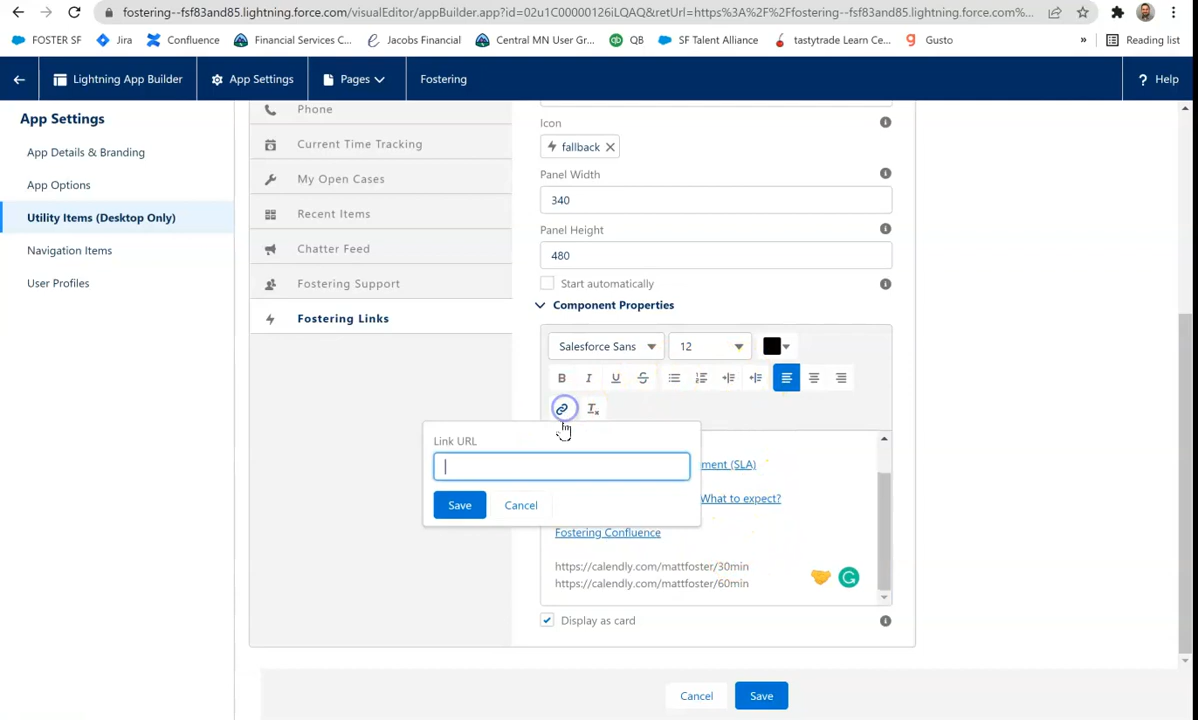 fostering--fsf83and85.lightning.force.com/visualEditor/appBuilder.app?id=02u1C00000126iLQAQ&retUrl=https%3A%2F%2Ffostering--fsf83and85.lightning.force.com%...
FOSTER SF Jira Confluence Financial Services C... Jacobs Financial Central MN User Gr... QB SF Talent Alliance tastytrade Learn Ce... Gusto » Reading list
Lightning App Builder App Settings Pages Fostering ? Help
App Settings
App Details & Branding
App Options
Utility Items (Desktop Only)
Navigation Items
User Profiles
Phone
Current Time Tracking
My Open Cases
Recent Items
Chatter Feed
Fostering Support
Fostering Links
Icon
fallback
Panel Width
340
Panel Height
480
Start automatically
Component Properties
Salesforce Sans 12
B I U S
Tx
Link URL
Save Cancel
ment (SLA)
What to expect?
Fostering Confluence
https://calendly.com/mattfoster/30min
https://calendly.com/mattfoster/60min
Display as card
Cancel Save